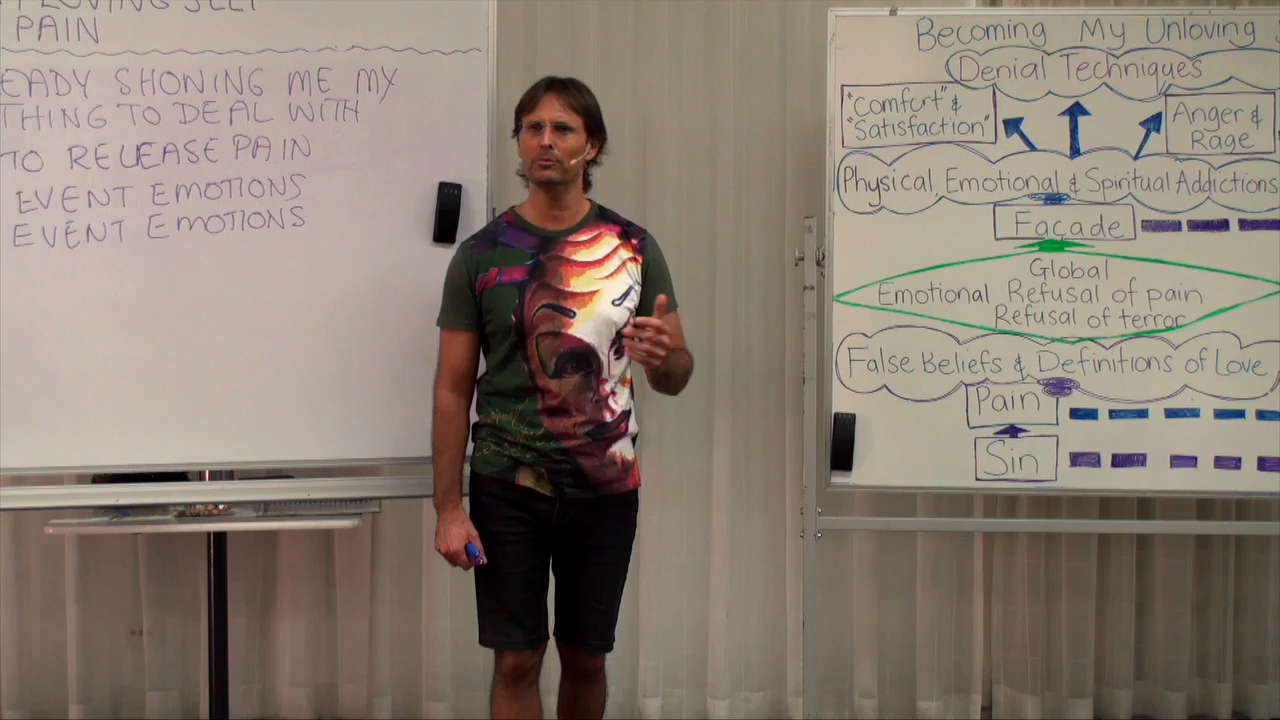 PAIN
EADY SHOWING ME MY
THING TO DEAL WITH
TO RELEASE PAIN
EVENT EMOTIONS
EVENT EMOTIONS
Becoming My Unloving
Denial Techniques
"Comfort" &
"Satisfaction"
Anger &
Rage
Physical, Emotional & Spiritual Addictions
Façade
Global
Emotional Refusal of pain
Refusal of terror
False Beliefs & Definitions of Love
Pain
Sin